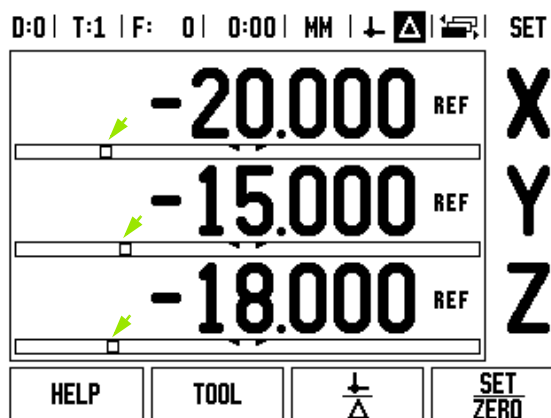 D:0 | T:1 | F: 0 | 0:00 | MM | Δ | SET
-20.000 REF X
-15.000 REF Y
-18.000 REF Z
HELP TOOL Δ SET
ZERO